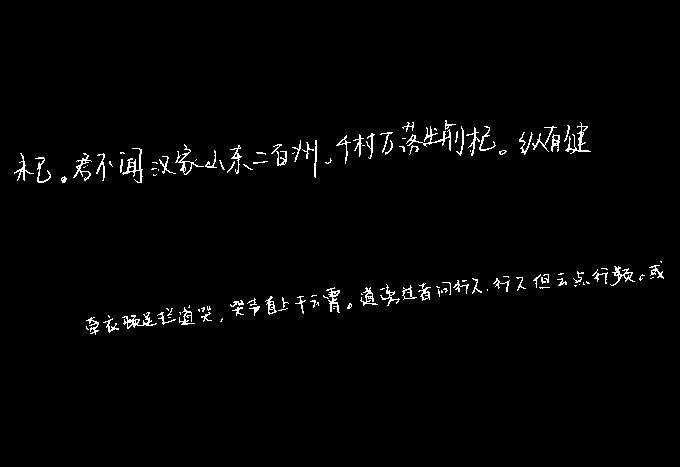 未已。君不闻汉家山东二百州,千村万落生荆杞。纵有健
牵衣顿足拦道哭,哭声直上干云霄。道旁过者问行人,行人但云点行频。或